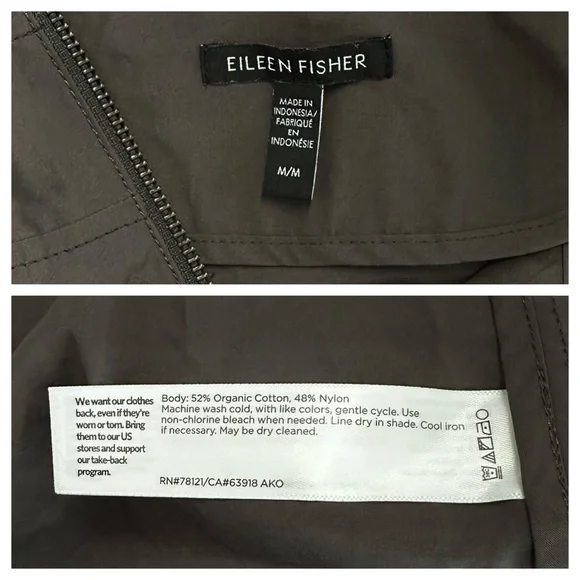 EILEEN FISHER
MADE IN
INDONESIA/
FABRIQUÉ
EN
INDONÉSIE
M/M
We want our clothes
back, even if they're
worn or torn. Bring
them to our US
stores and support
our take-back
program.
Body: 52% Organic Cotton, 48% Nylon
Machine wash cold, with like colors, gentle cycle. Use
non-chlorine bleach when needed. Line dry in shade. Cool iron
if necessary. May be dry cleaned.
RN#78121/CA#63918 AKO